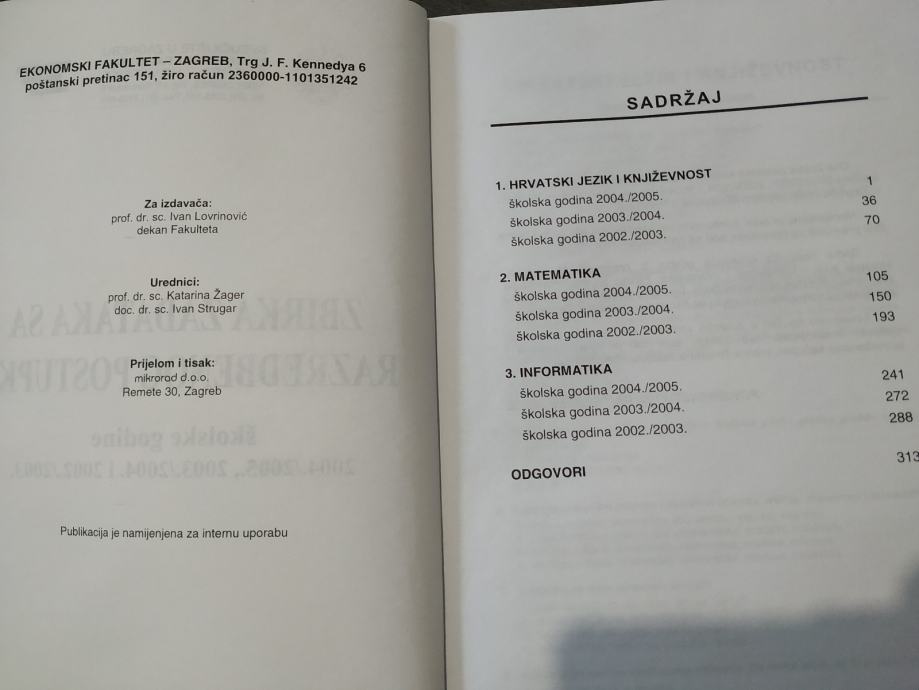 EKONOMSKI FAKULTET – ZAGREB, Trg J. F. Kennedya 6
poštanski pretinac 151, žiro račun 2360000-1101351242
Za izdavača:
prof. dr. sc. Ivan Lovrinović
dekan Fakulteta
Urednici:
prof. dr. sc. Katarina Žager
doc. dr. sc. Ivan Strugar
Prijelom i tisak:
mikrorad d.o.o.
Remete 30, Zagreb
Publikacija je namijenjena za internu uporabu
SADRŽAJ
1. HRVATSKI JEZIK I KNJIŽEVNOST
školska godina 2004./2005. 1
školska godina 2003./2004. 36
školska godina 2002./2003. 70
2. MATEMATIKA
školska godina 2004./2005. 105
školska godina 2003./2004. 150
školska godina 2002./2003. 193
3. INFORMATIKA
školska godina 2004./2005. 241
školska godina 2003./2004. 272
školska godina 2002./2003. 288
ODGOVORI 313